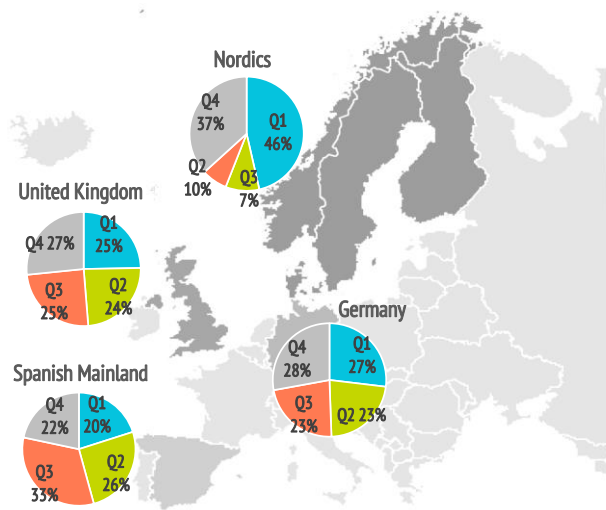 Nordics
Q4
37%
Q1
46%
Q2
10%
Q3
7%
United Kingdom
Q4 27%
Q1
25%
Q3
25%
Q2
24%
Germany
Q4
28%
Q1
27%
Q3
23%
Q2 23%
Spanish Mainland
Q4
22%
Q1
20%
Q3
33%
Q2
26%